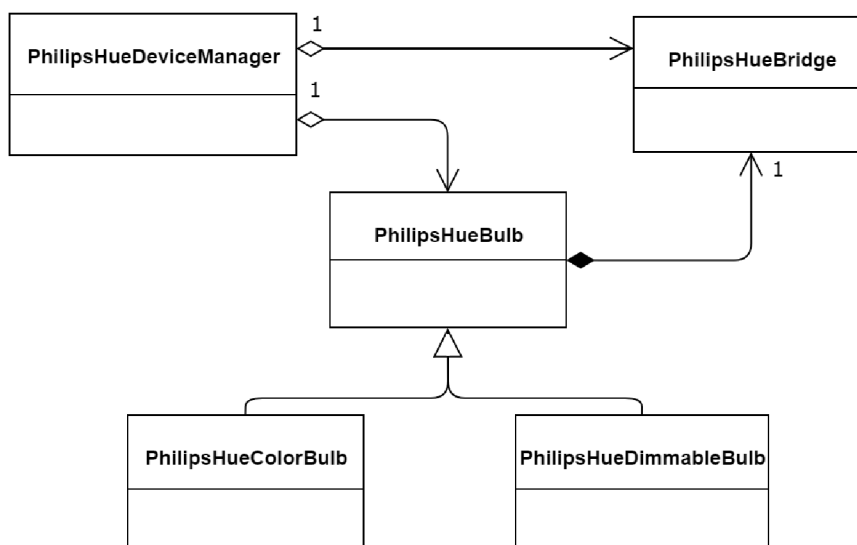 1
PhilipsHueDeviceManager
PhilipsHueBridge
1
1
PhilipsHueBulb
PhilipsHueColorBulb
PhilipsHueDimmableBulb